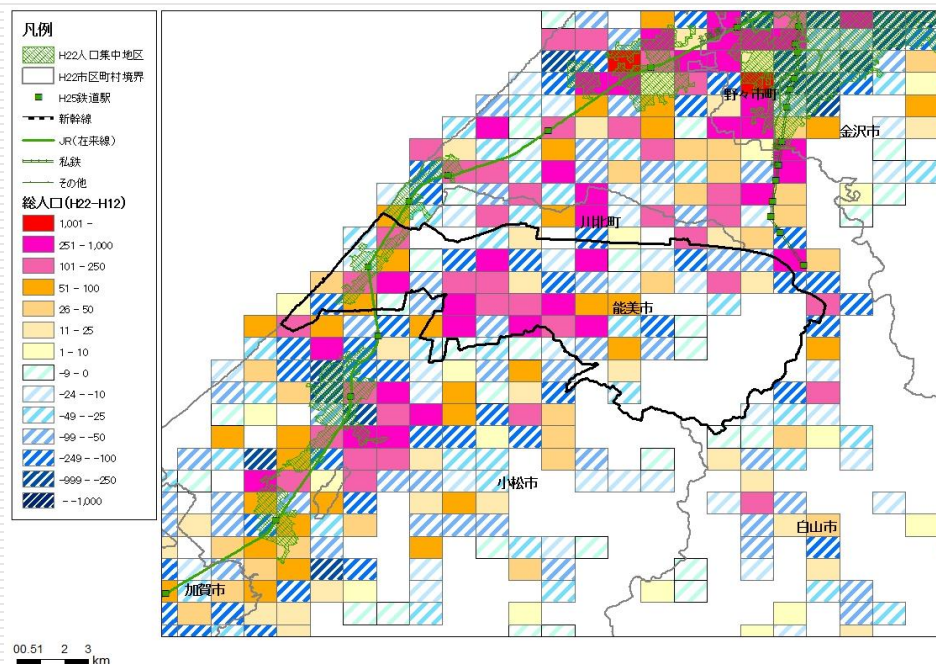 凡例
H22人口集中地区
H22市区町村境界
H25鉄道駅
新幹線
JR(在来線)
私鉄
その他
総人口(H22-H12)
1,001 -
251 - 1,000
101 - 250
51 - 100
26 - 50
11 - 25
1 - 10
-9 - 0
-24 - -10
-49 - -25
-99 - -50
-249 - -100
-999 - -250
- -1,000
野々市町
金沢市
川北町
能美市
小松市
白山市
加賀市
00.51 2 3
km